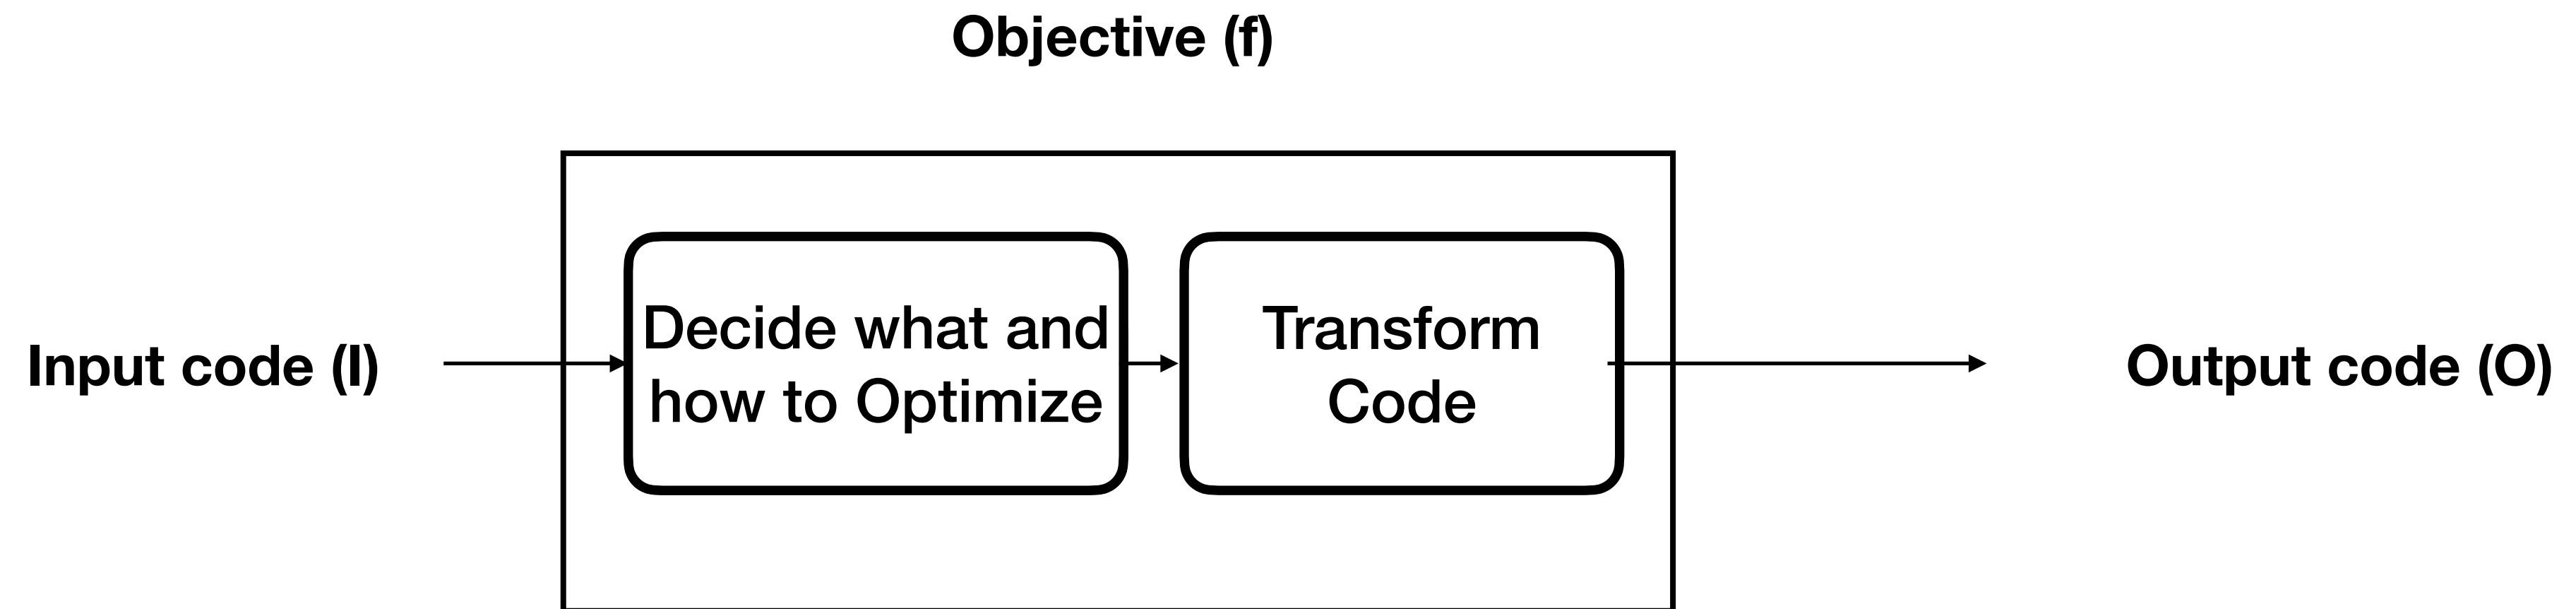 Objective (f)
Input code (I)
Decide what and
how to Optimize
Transform
Code
Output code (O)